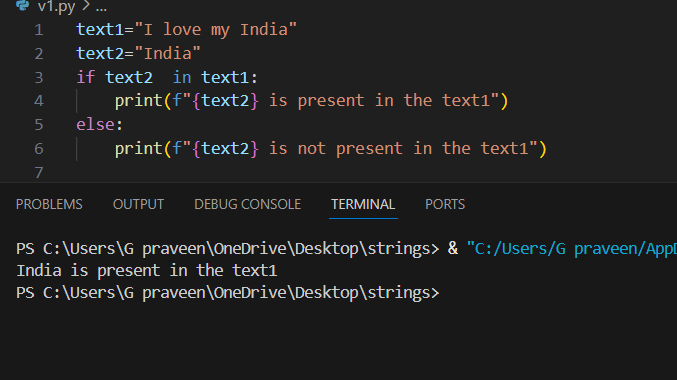 v1.py > ...
1 text1="I love my India"
2 text2="India"
3 if text2  in text1:
4     print(f"{text2} is present in the text1")
5 else:
6     print(f"{text2} is not present in the text1")
7
PROBLEMS OUTPUT DEBUG CONSOLE TERMINAL PORTS
PS C:\Users\G praveen\OneDrive\Desktop\strings> & "C:/Users/G praveen/App
India is present in the text1
PS C:\Users\G praveen\OneDrive\Desktop\strings>